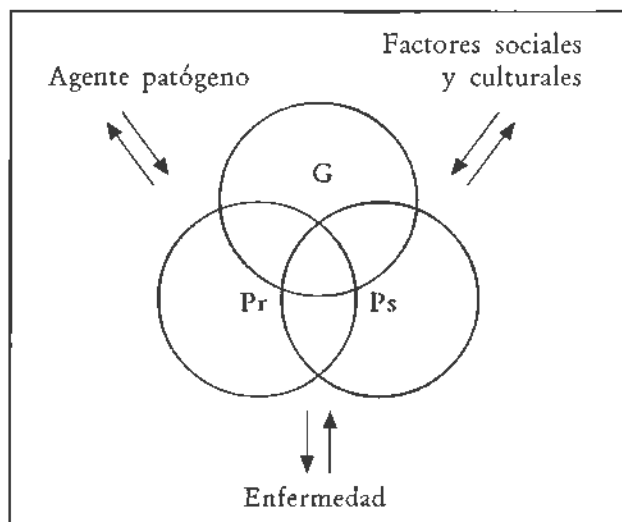 Factores sociales
y culturales
Agente patógeno
G
Pr
Ps
Enfermedad